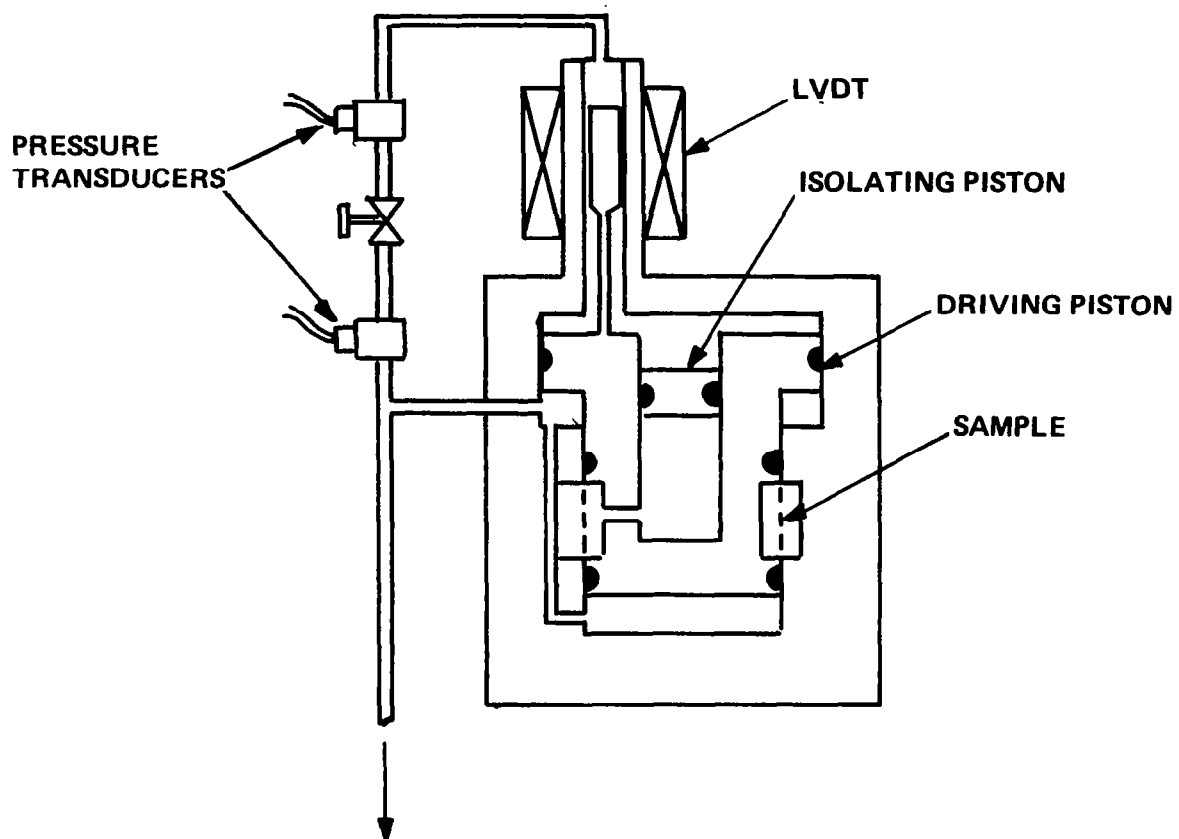 LVDT
PRESSURE
TRANSDUCERS
ISOLATING PISTON
DRIVING PISTON
SAMPLE